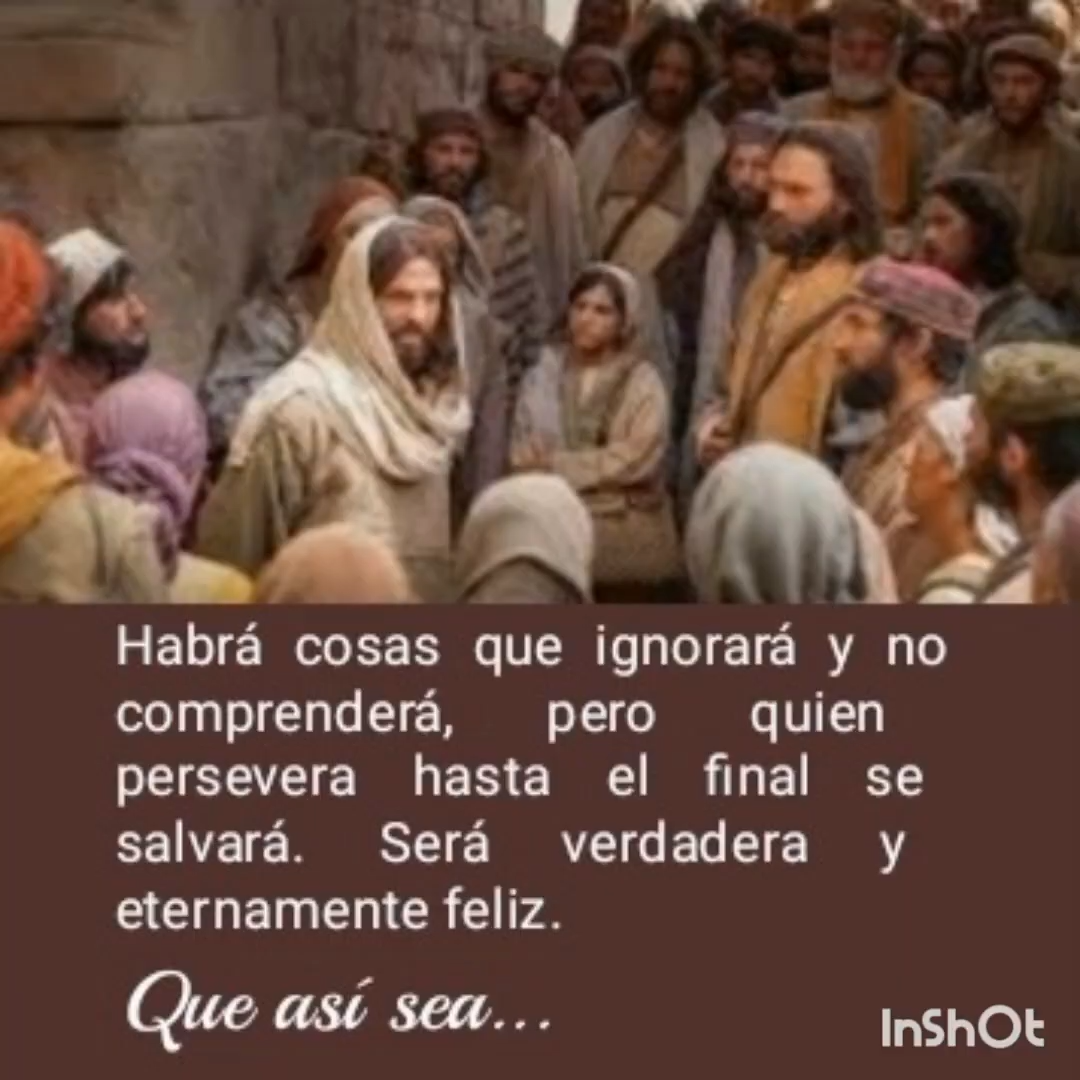 Habrá cosas que ignorará y no
comprenderá, pero quien
persevera hasta el final se
salvará. Será verdadera y
eternamente feliz.
Que así sea...
InShOt